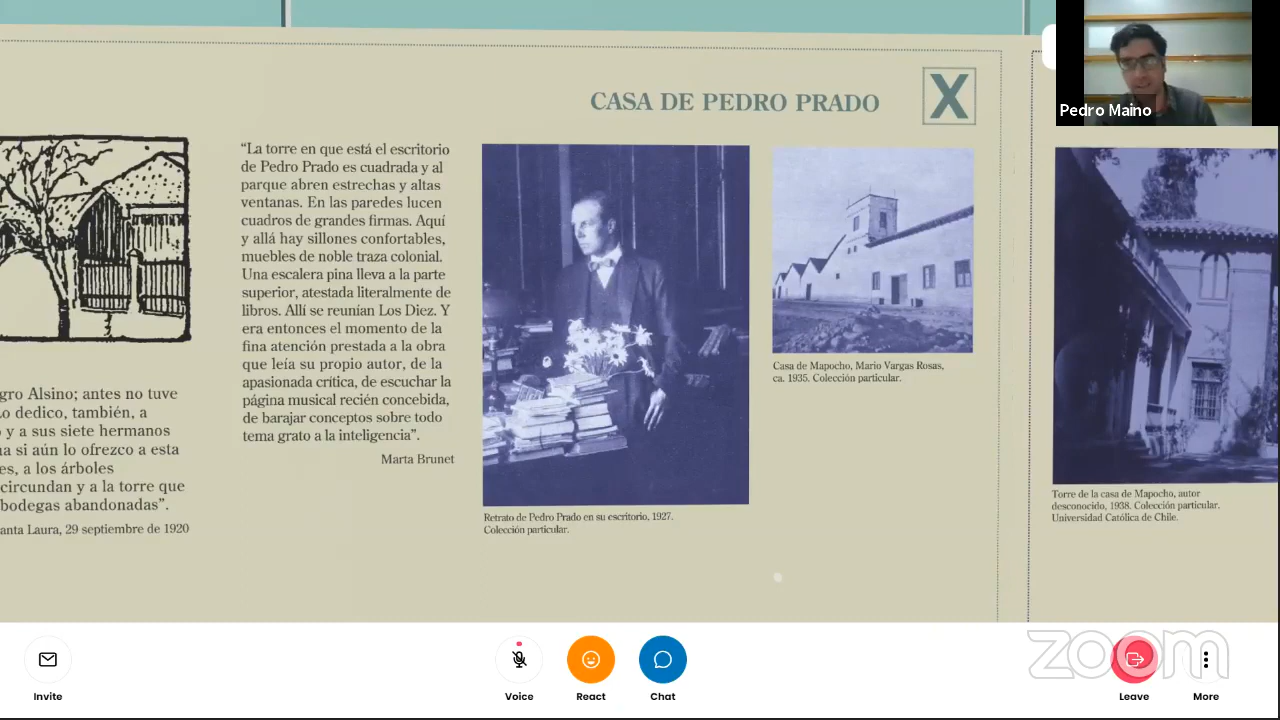 CASA DE PEDRO PRADO
X
Pedro Maino
“La torre en que está el escritorio
de Pedro Prado es cuadrada y al
parque abren estrechas y altas
ventanas. En las paredes lucen
cuadros de grandes firmas. Aquí
y allá hay sillones confortables,
muebles de noble traza colonial.
Una escalera pina lleva a la parte
superior, atestada literalmente de
libros. Allí se reunían Los Diez. Y
era entonces el momento de la
fina atención prestada a la obra
que leía su propio autor, de la
apasionada crítica, de escuchar la
página musical recién concebida,
de barajar conceptos sobre todo
tema grato a la inteligencia”.
Marta Brunet
gro Alsino; antes no tuve
Lo dedico, también, a
o y a sus siete hermanos
na si aún lo ofrezco a esta
es, a los árboles
circundan y a la torre que
bodegas abandonadas”.
anta Laura, 29 septiembre de 1920
Retrato de Pedro Prado en su escritorio, 1927.
Colección particular.
Casa de Mapocho, Mario Vargas Rosas,
ca. 1935. Colección particular.
Torre de la casa de Mapocho, autor
desconocido, 1938. Colección particular.
Universidad Católica de Chile.
zoom
Invite
Voice
React
Chat
Leave
More